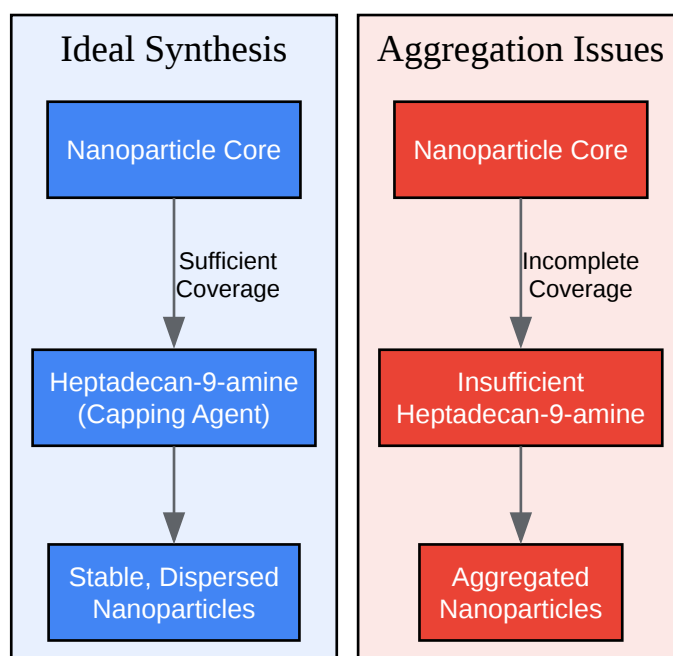 Ideal Synthesis
Nanoparticle Core
Sufficient
Coverage
Heptadecan-9-amine
(Capping Agent)
Stable, Dispersed
Nanoparticles
Aggregation Issues
Nanoparticle Core
Incomplete
Coverage
Insufficient
Heptadecan-9-amine
Aggregated
Nanoparticles